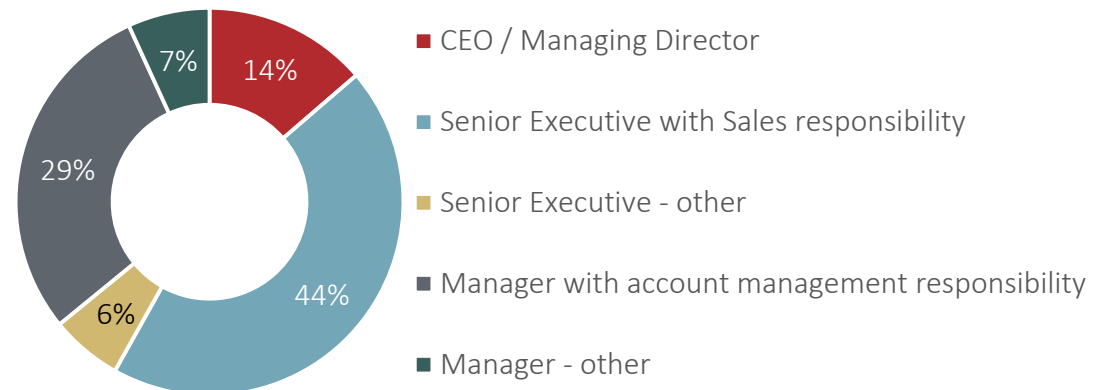 7%
14%
29%
44%
6%
CEO / Managing Director
Senior Executive with Sales responsibility
Senior Executive - other
Manager with account management responsibility
Manager - other